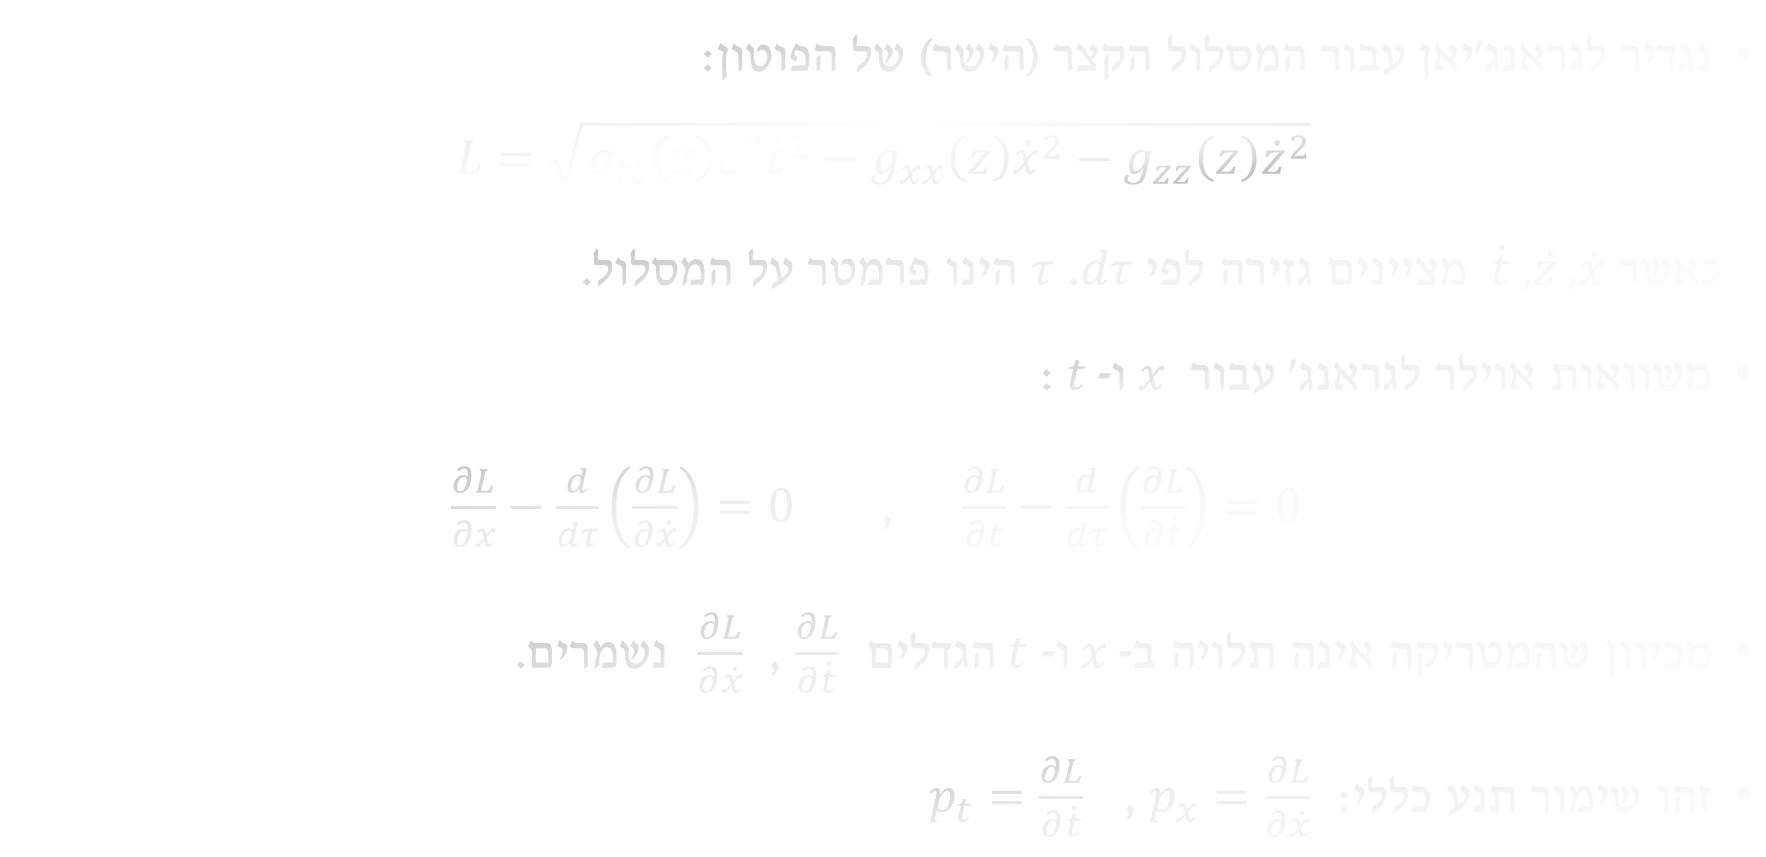 • נגדיר לגראנג'יאן עבור המסלול הקצר (הישר) של הפוטון:
L = √(g_tt(z)c²ṫ² − g_xx(z)ẋ² − g_zz(z)ż²)
כאשר ẋ, ż, ṫ מציינים גזירה לפי dτ. τ הינו פרמטר על המסלול.
• משוואות אוילר לגראנג' עבור x ו- t :
∂L/∂x − d/dτ(∂L/∂ẋ) = 0 , ∂L/∂t − d/dτ(∂L/∂ṫ) = 0
• מכיוון שהמטריקה אינה תלויה ב- x ו- t הגדלים ∂L/∂ṫ , ∂L/∂ẋ נשמרים.
• זהו שימור תנע כללי: p_t = ∂L/∂ṫ , p_x = ∂L/∂ẋ